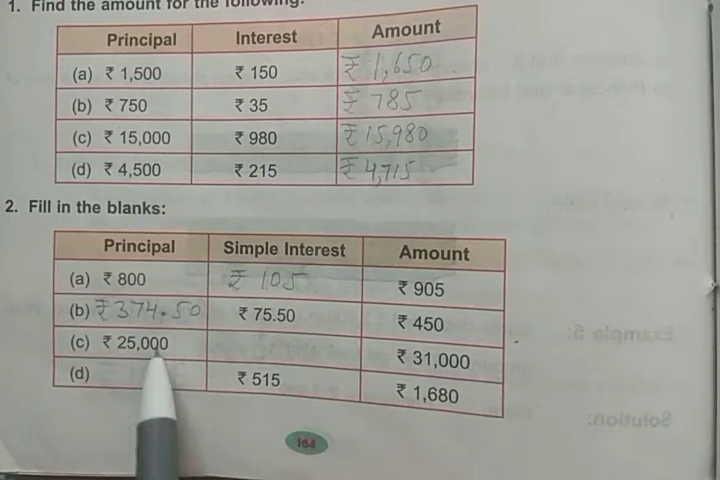 1. Find the amount for the following:
Principal Interest Amount
(a) ₹ 1,500 ₹ 150 ₹ 1,650
(b) ₹ 750 ₹ 35 ₹ 785
(c) ₹ 15,000 ₹ 980 ₹ 15,980
(d) ₹ 4,500 ₹ 215 ₹ 4,715
2. Fill in the blanks:
Principal Simple Interest Amount
(a) ₹ 800 ₹ 105 ₹ 905
(b) ₹ 374.50 ₹ 75.50 ₹ 450
(c) ₹ 25,000 ₹ 31,000
(d) ₹ 515 ₹ 1,680
164
Example 5:
Solution: